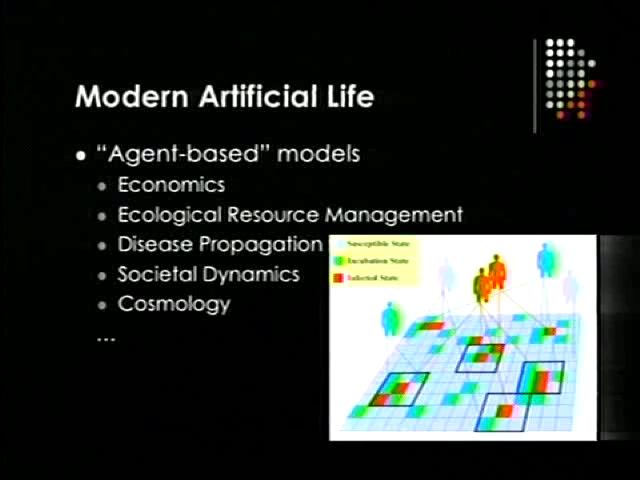 Modern Artificial Life
“Agent-based” models
Economics
Ecological Resource Management
Disease Propagation
Societal Dynamics
Cosmology
...
Susceptible State
Incubation State
Infected State